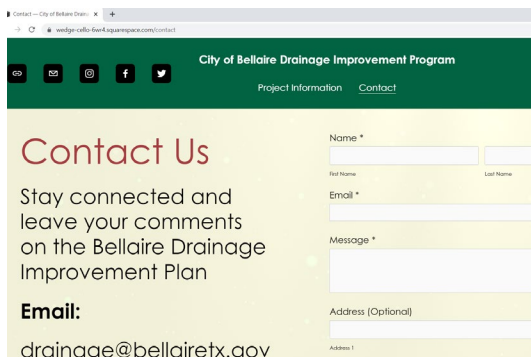 Contact — City of Bellaire Drain
wedge-cello-6wr4.squarespace.com/contact
City of Bellaire Drainage Improvement Program
Project Information Contact
Contact Us
Stay connected and
leave your comments
on the Bellaire Drainage
Improvement Plan
Email:
drainage@bellairetx.gov
Name *
First Name Last Name
Email *
Message *
Address (Optional)
Address 1